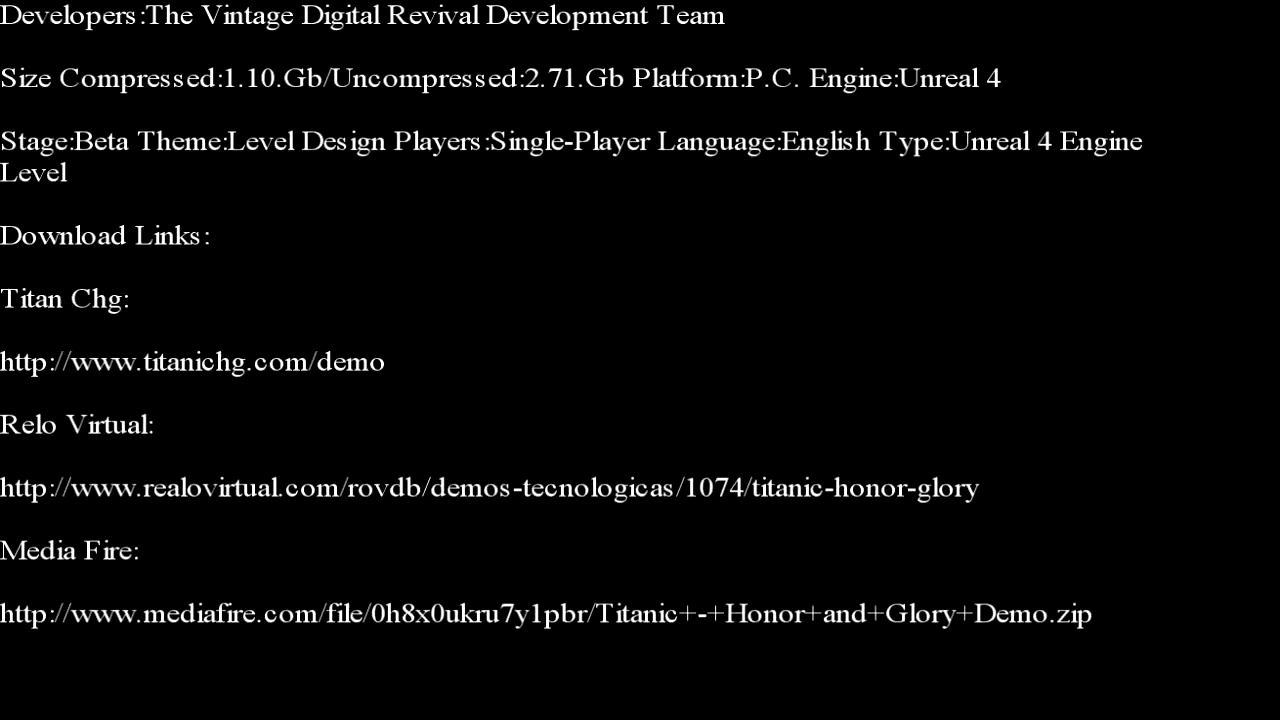 Developers:The Vintage Digital Revival Development Team
Size Compressed:1.10.Gb/Uncompressed:2.71.Gb Platform:P.C. Engine:Unreal 4
Stage:Beta Theme:Level Design Players:Single-Player Language:English Type:Unreal 4 Engine
Level
Download Links:
Titan Chg:
http://www.titanichg.com/demo
Relo Virtual:
http://www.realovirtual.com/rovdb/demos-tecnologicas/1074/titanic-honor-glory
Media Fire:
http://www.mediafire.com/file/0h8x0ukru7y1pbr/Titanic+-+Honor+and+Glory+Demo.zip